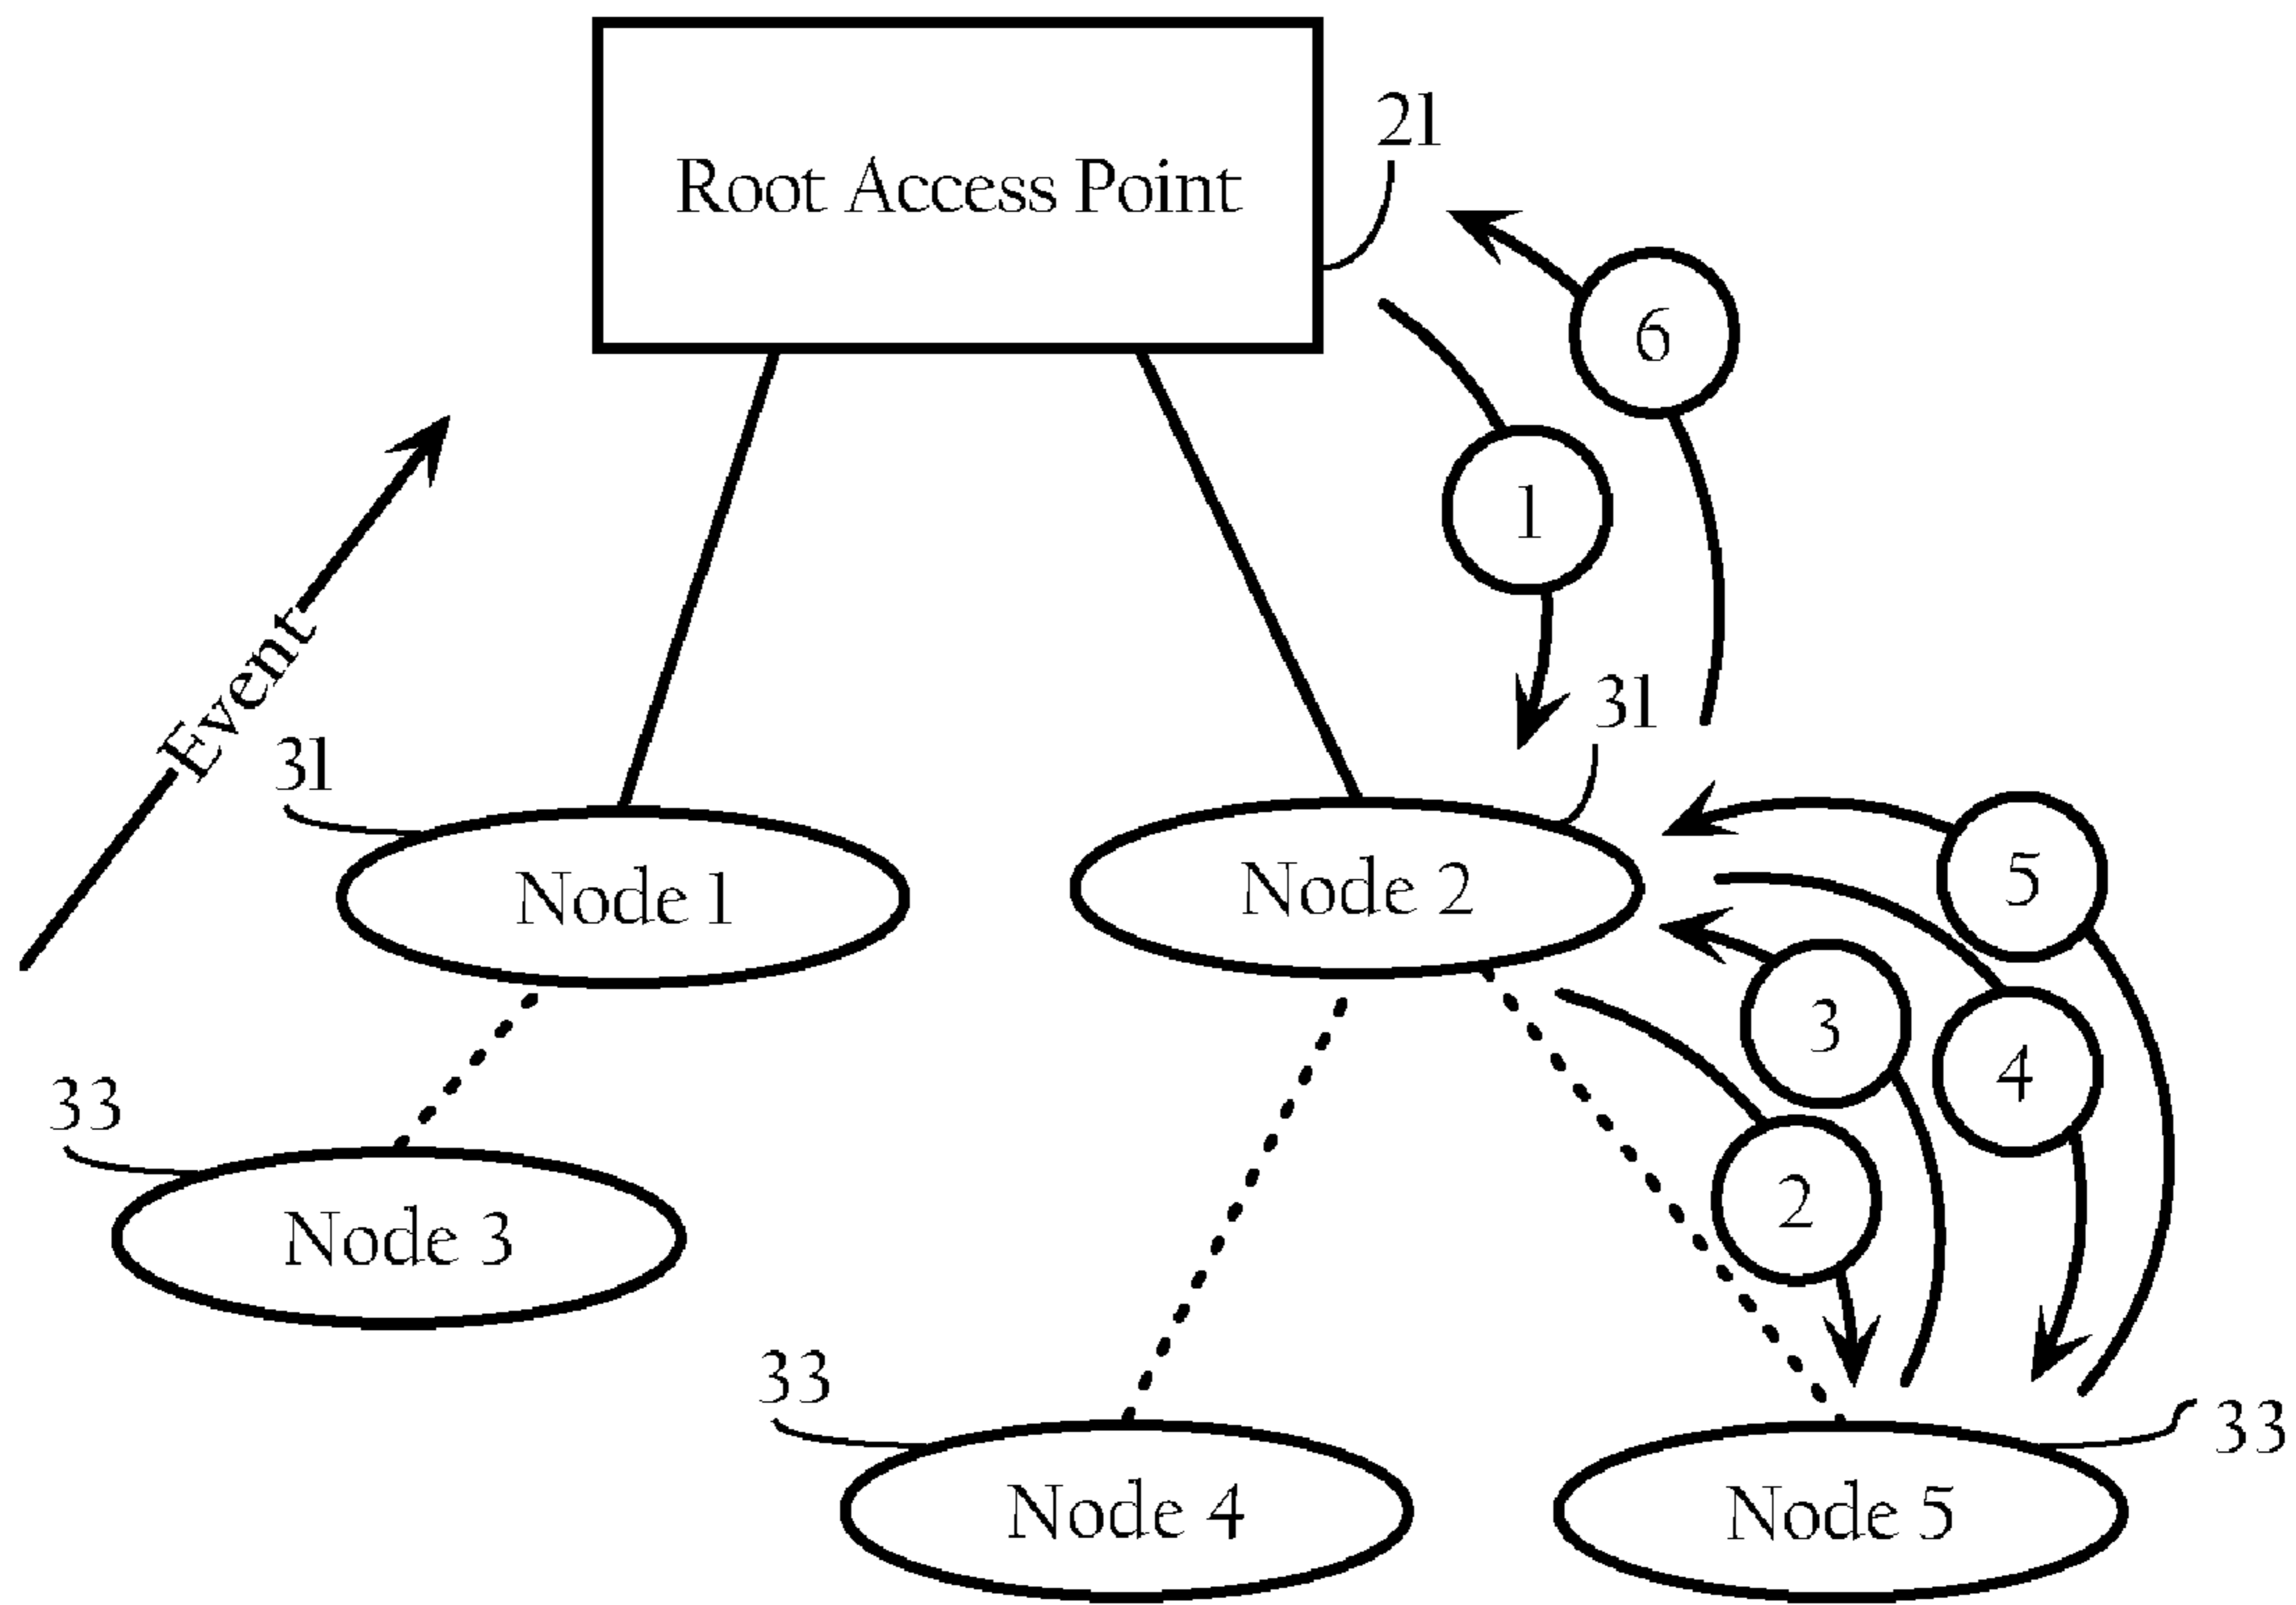 21
Root Access Point
6
1
Event
31
31
Node 1
Node 2
5
3
4
33
2
Node 3
33
33
Node 4
Node 5